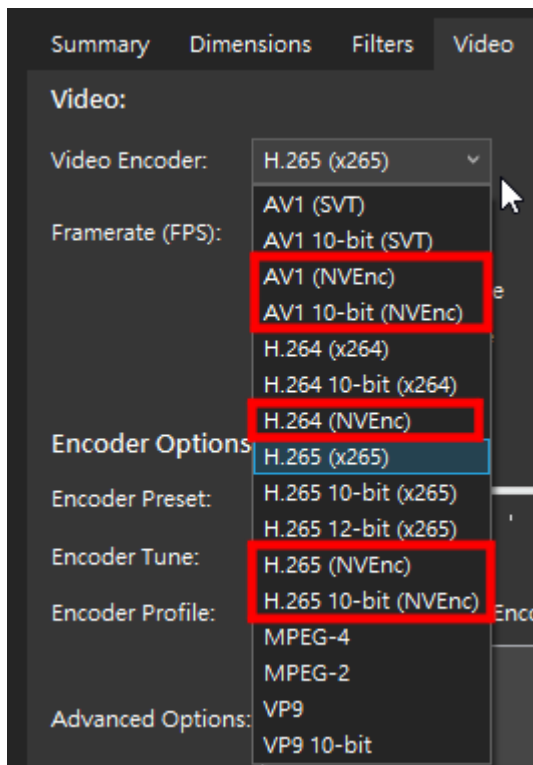 Summary Dimensions Filters Video
Video:
Video Encoder: H.265 (x265)
AV1 (SVT)
Framerate (FPS): AV1 10-bit (SVT)
AV1 (NVEnc)
AV1 10-bit (NVEnc)
H.264 (x264)
H.264 10-bit (x264)
H.264 (NVEnc)
Encoder Options
H.265 (x265)
Encoder Preset: H.265 10-bit (x265)
H.265 12-bit (x265)
Encoder Tune: H.265 (NVEnc)
H.265 10-bit (NVEnc)
Encoder Profile:
MPEG-4
MPEG-2
VP9
Advanced Options:
VP9 10-bit